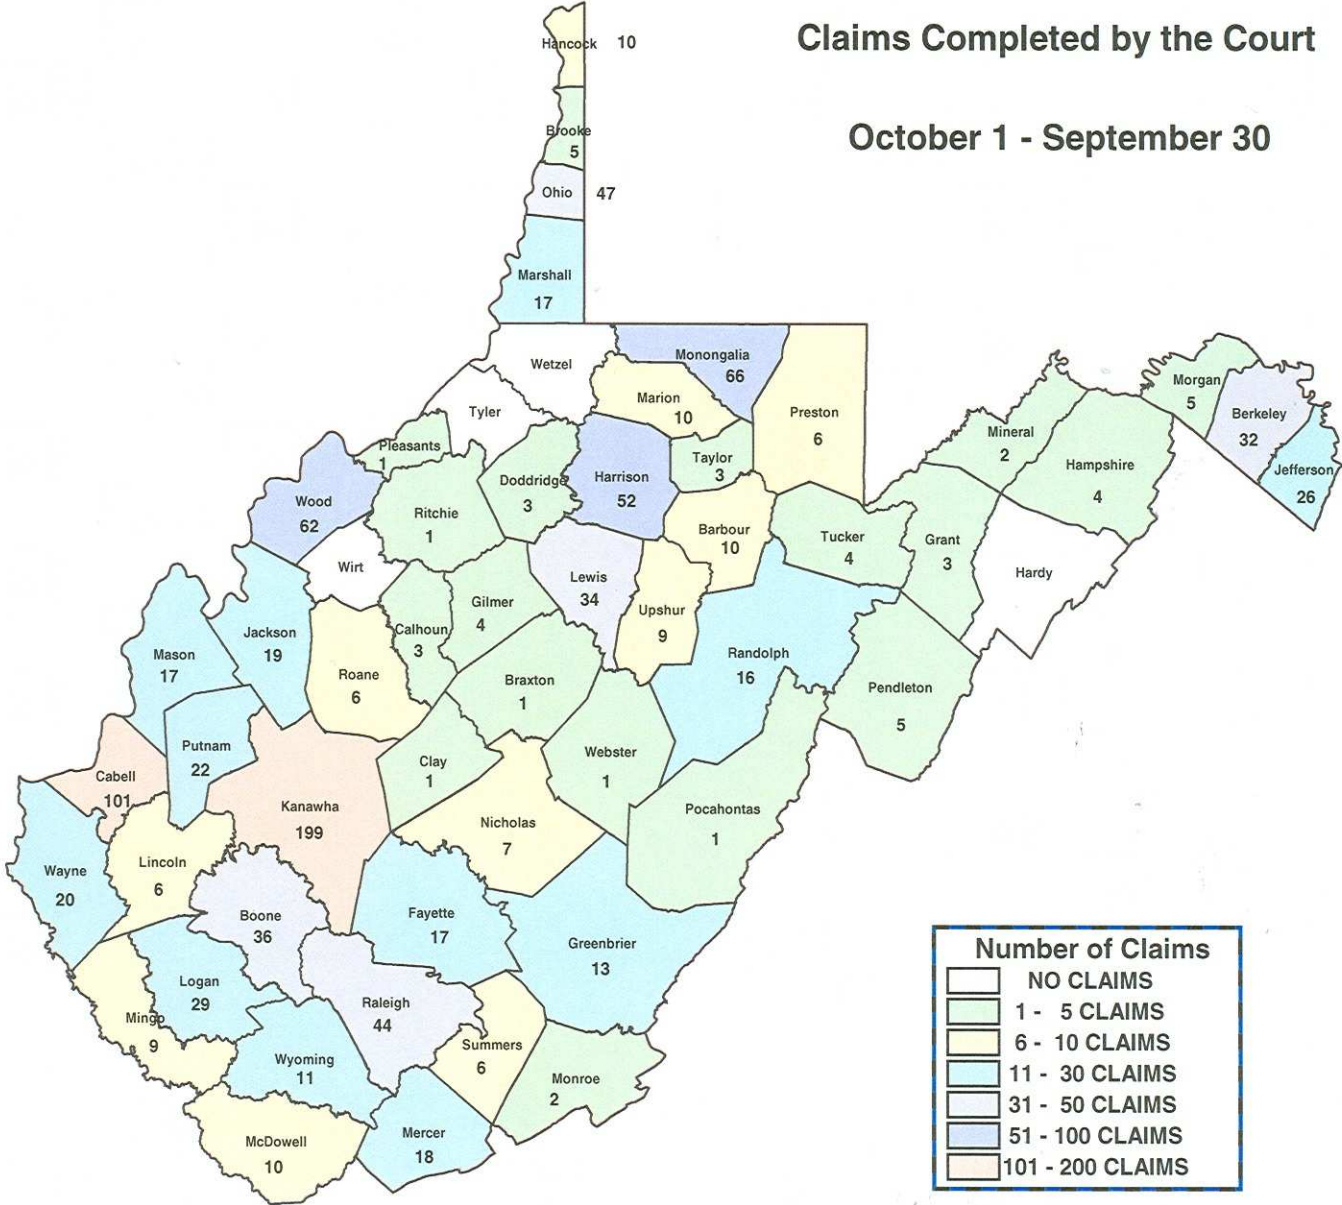 Claims Completed by the Court
October 1 - September 30
Hancock 10
Brooke
5
Ohio 47
Marshall
17
Wetzel
Tyler
Monongalia
66
Marion
10
Preston
6
Pleasants
1
Doddridge
3
Harrison
52
Taylor
3
Morgan
5
Berkeley
32
Jefferson
26
Mineral
2
Hampshire
4
Wood
62
Ritchie
1
Barbour
10
Tucker
4
Grant
3
Hardy
Wirt
Lewis
34
Gilmer
4
Upshur
9
Calhoun
3
Jackson
19
Mason
17
Roane
6
Randolph
16
Braxton
1
Pendleton
5
Putnam
22
Clay
1
Webster
1
Cabell
101
Kanawha
199
Pocahontas
1
Nicholas
7
Wayne
20
Lincoln
6
Boone
36
Fayette
17
Greenbrier
13
Logan
29
Raleigh
44
Mingo
9
Wyoming
11
Summers
6
Monroe
2
McDowell
10
Mercer
18
Number of Claims
NO CLAIMS
1 - 5 CLAIMS
6 - 10 CLAIMS
11 - 30 CLAIMS
31 - 50 CLAIMS
51 - 100 CLAIMS
101 - 200 CLAIMS